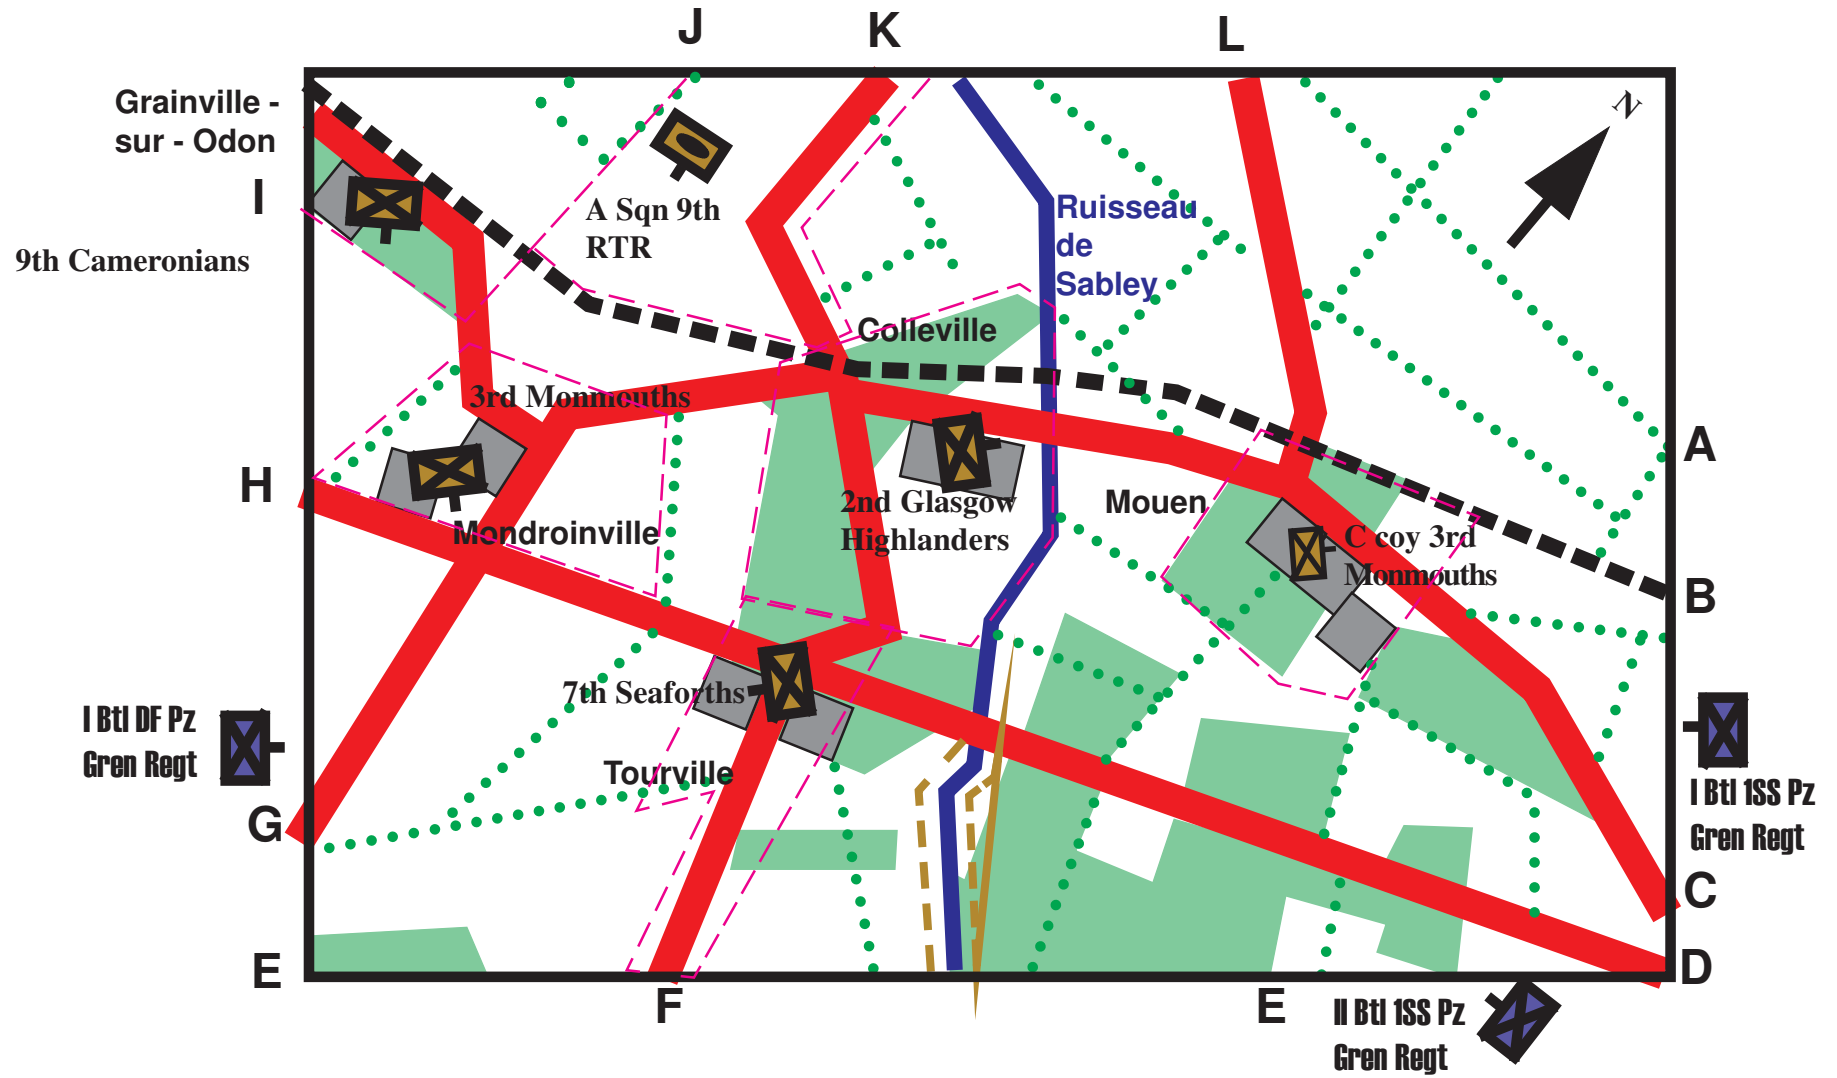 J
K
L
Grainville -
sur - Odon
N
I
A Sqn 9th
RTR
Ruisseau
de
Sabley
9th Cameronians
Colleville
3rd Monmouths
A
H
2nd Glasgow
Highlanders
Mouen
Mondroinville
C coy 3rd
Monmouths
B
7th Seaforths
I Btl DF Pz
Gren Regt
Tourville
I Btl 1SS Pz
Gren Regt
G
C
E
D
F
E
II Btl 1SS Pz
Gren Regt